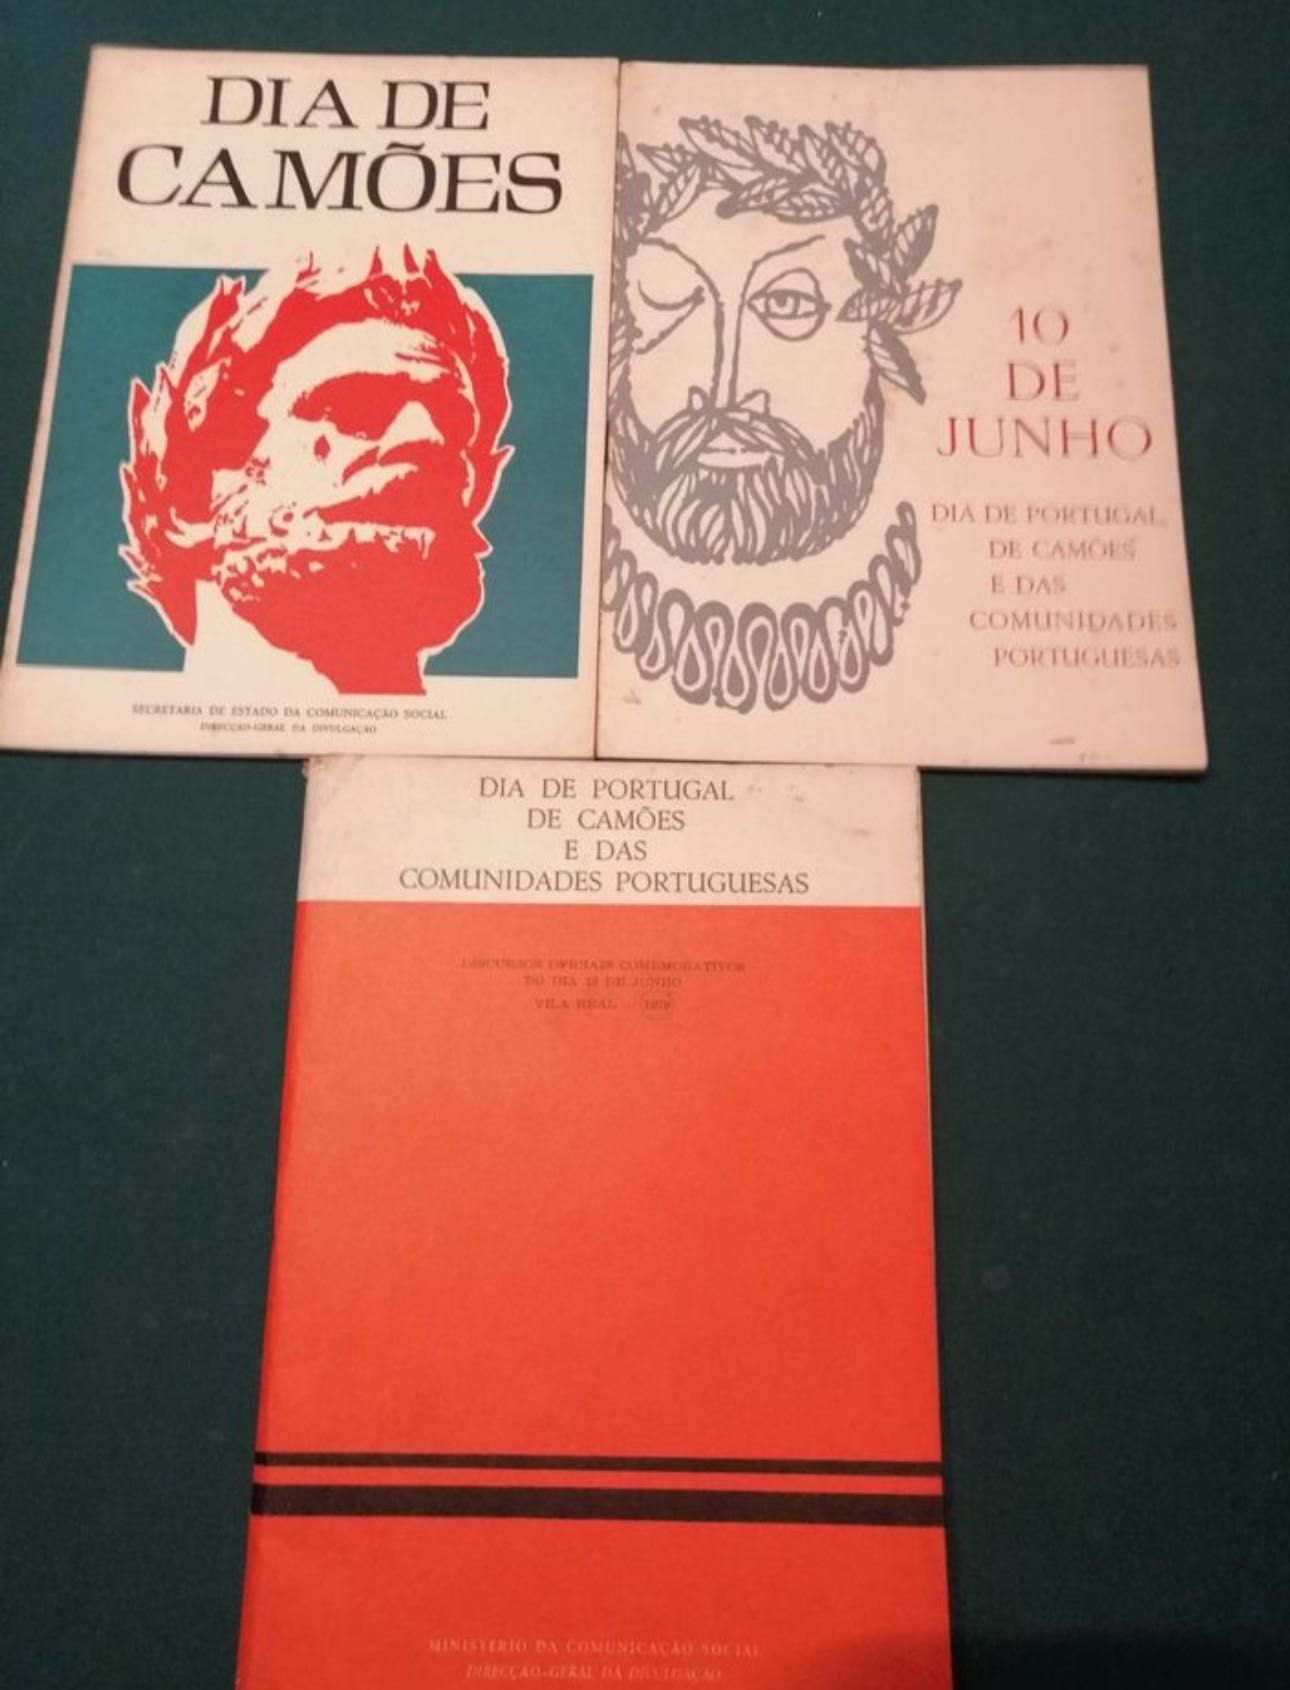 DIA DE
CAMÕES
SECRETARIA DE ESTADO DA COMUNICAÇÃO SOCIAL
DIRECÇÃO-GERAL DA DIVULGAÇÃO
10
DE
JUNHO
DIA DE PORTUGAL,
DE CAMÕES
E DAS
COMUNIDADES
PORTUGUESAS
DIA DE PORTUGAL
DE CAMÕES
E DAS
COMUNIDADES PORTUGUESAS
DISCURSOS OFICIAIS COMEMORATIVOS
DO DIA 10 DE JUNHO
VILA REAL
MINISTÉRIO DA COMUNICAÇÃO SOCIAL
DIRECÇÃO-GERAL DA DIVULGAÇÃO